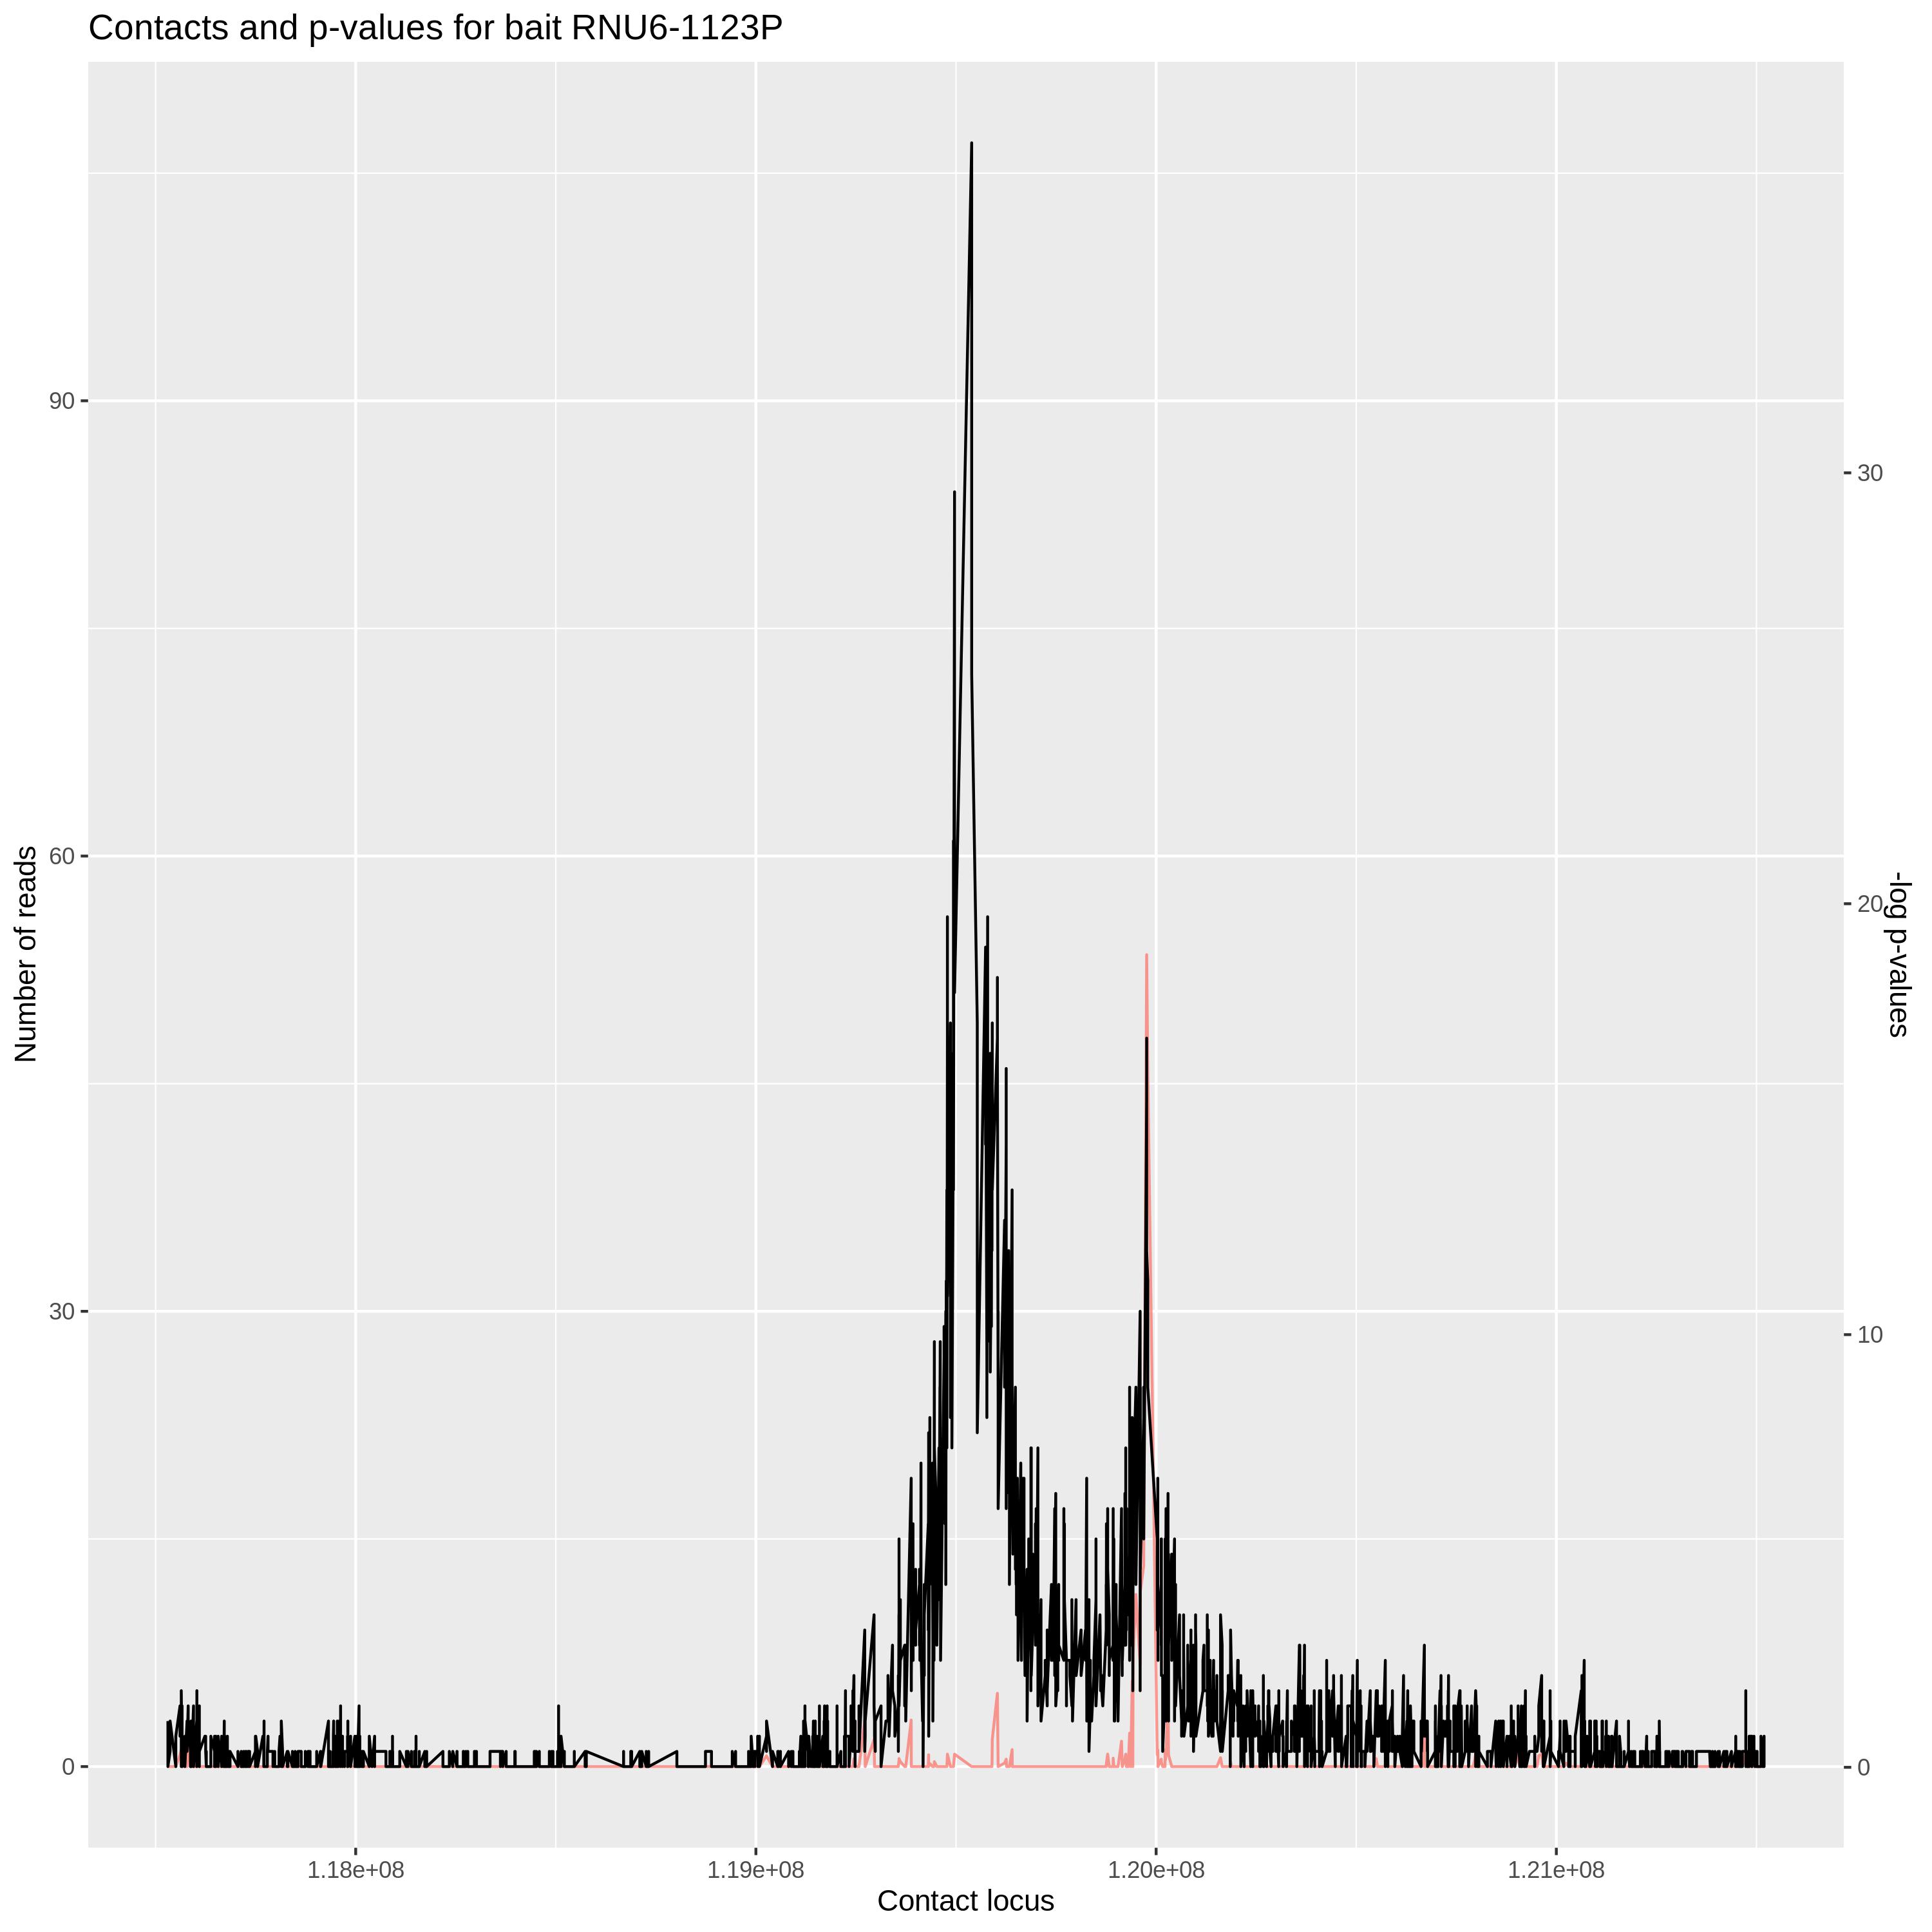 Contacts and p-values for bait RNU6-1123P
Number of reads
90
60
30
0
30
20
10
0
-log p-values
1.18e+08
1.19e+08
1.20e+08
1.21e+08
Contact locus